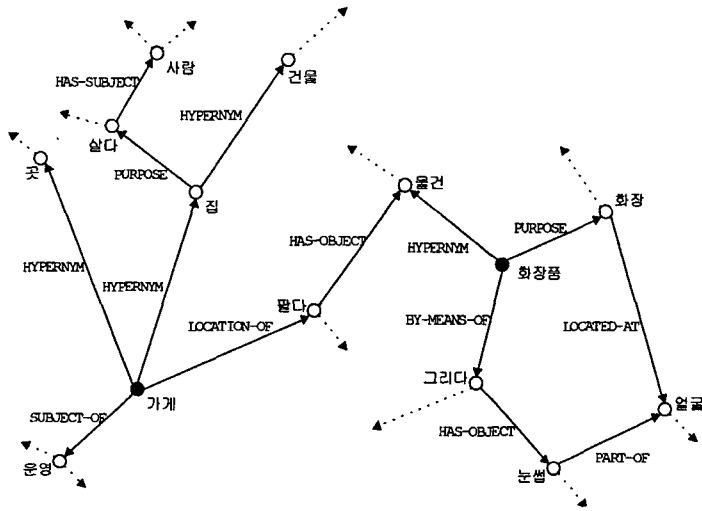 사람
건물
HAS-SUBJECT
HYPERNYM
살다
곳
PURPOSE
집
물건
화장
HAS-OBJECT
HYPERNYM
PURPOSE
HYPERNYM
HYPERNYM
화장품
팔다
LOCATION-OF
BY-MEANS-OF
LOCATED-AT
그리다
가게
얼굴
SUBJECT-OF
HAS-OBJECT
PART-OF
운영
눈썹